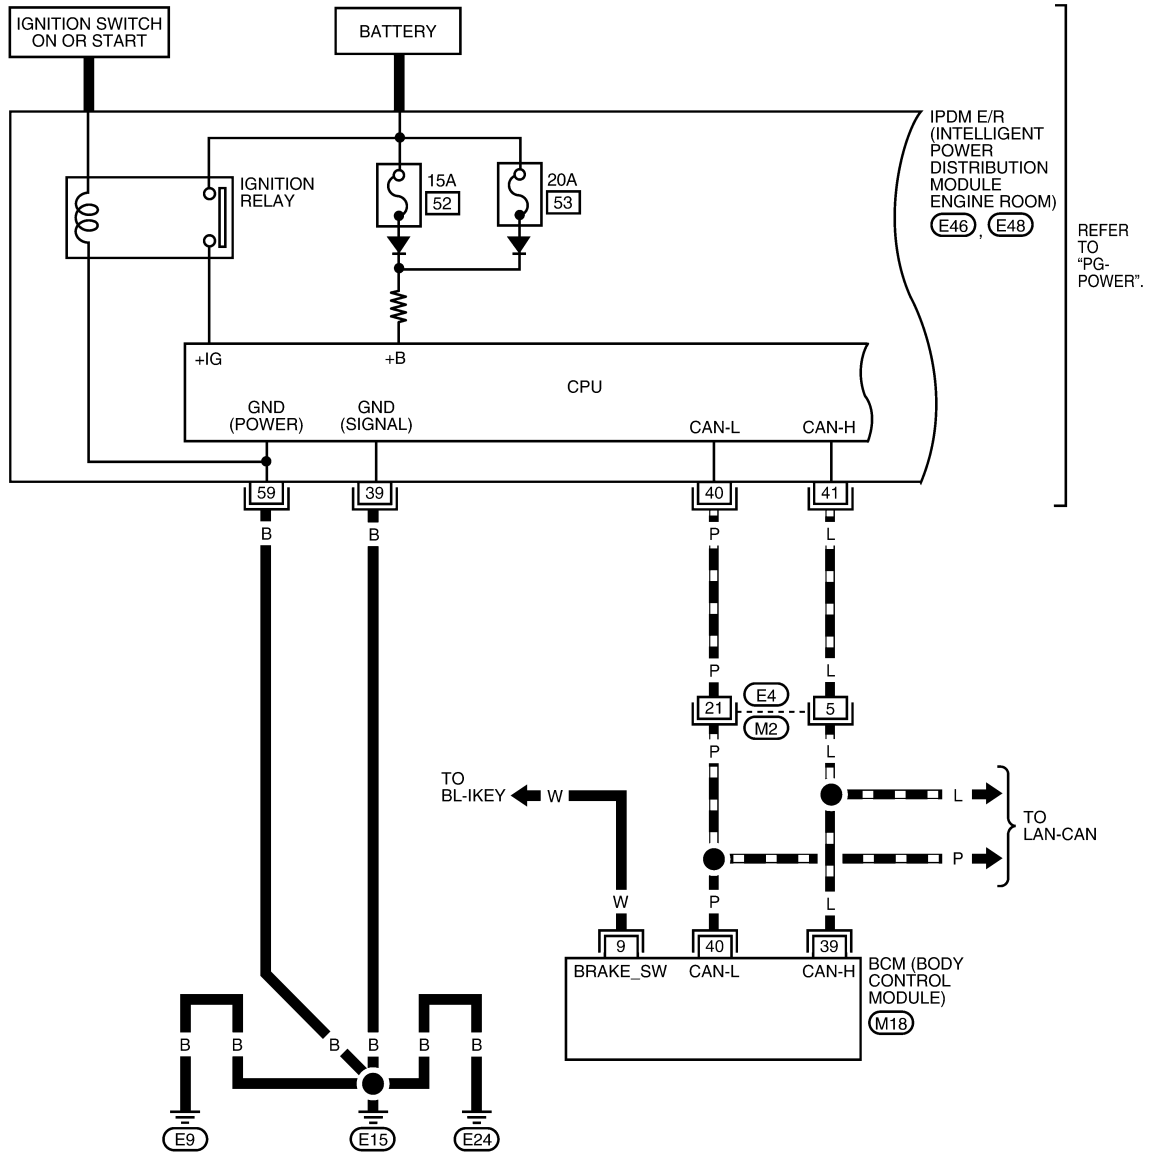 IGNITION SWITCH
ON OR START
BATTERY
IPDM E/R
(INTELLIGENT
POWER
DISTRIBUTION
MODULE
ENGINE ROOM)
E46 , E48
REFER
TO
“PG-
POWER”.
IGNITION
RELAY
15A
52
20A
53
+IG
+B
CPU
GND
(POWER)
GND
(SIGNAL)
CAN-L
CAN-H
59
39
40
41
B
B
P
L
P
L
21
E4
5
M2
P
L
TO
BL-IKEY
W
L
TO
LAN-CAN
P
W
P
L
9
40
39
BRAKE_SW
CAN-L
CAN-H
BCM (BODY
CONTROL
MODULE)
M18
B
B
B
B
B
B
E9
E15
E24